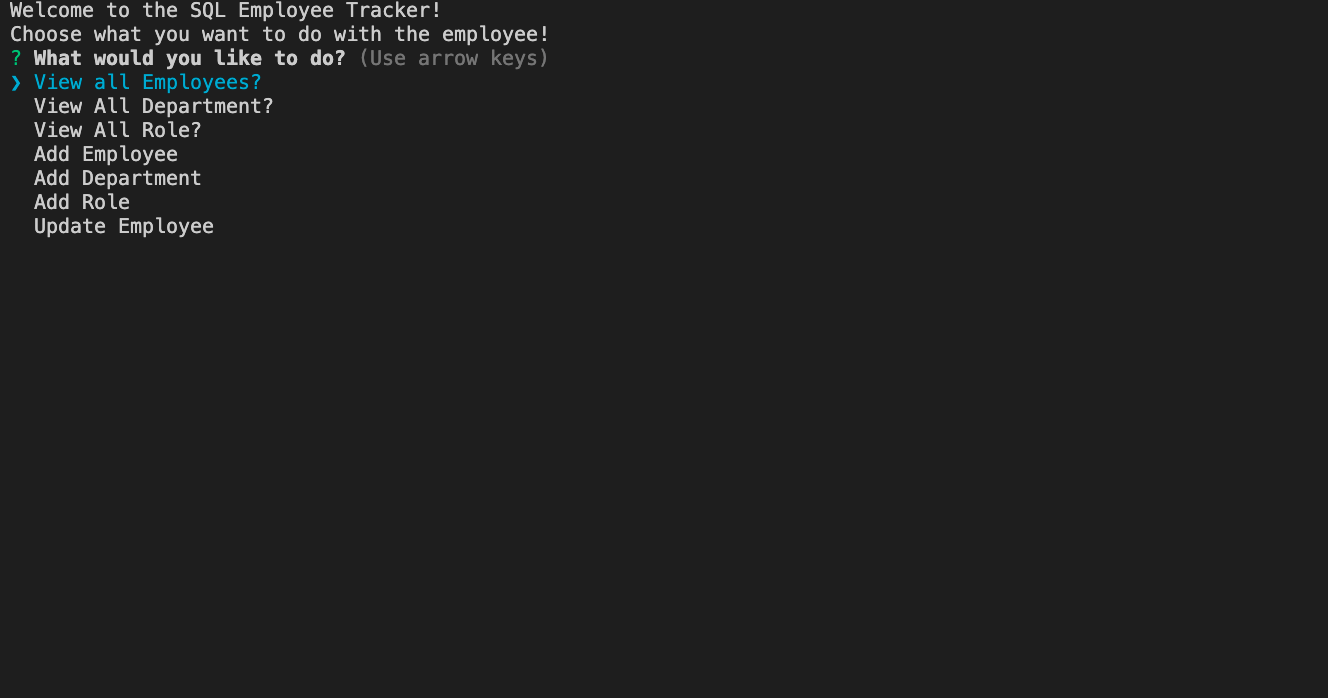 Welcome to the SQL Employee Tracker!
Choose what you want to do with the employee!
? What would you like to do? (Use arrow keys)
❯ View all Employees?
View All Department?
View All Role?
Add Employee
Add Department
Add Role
Update Employee